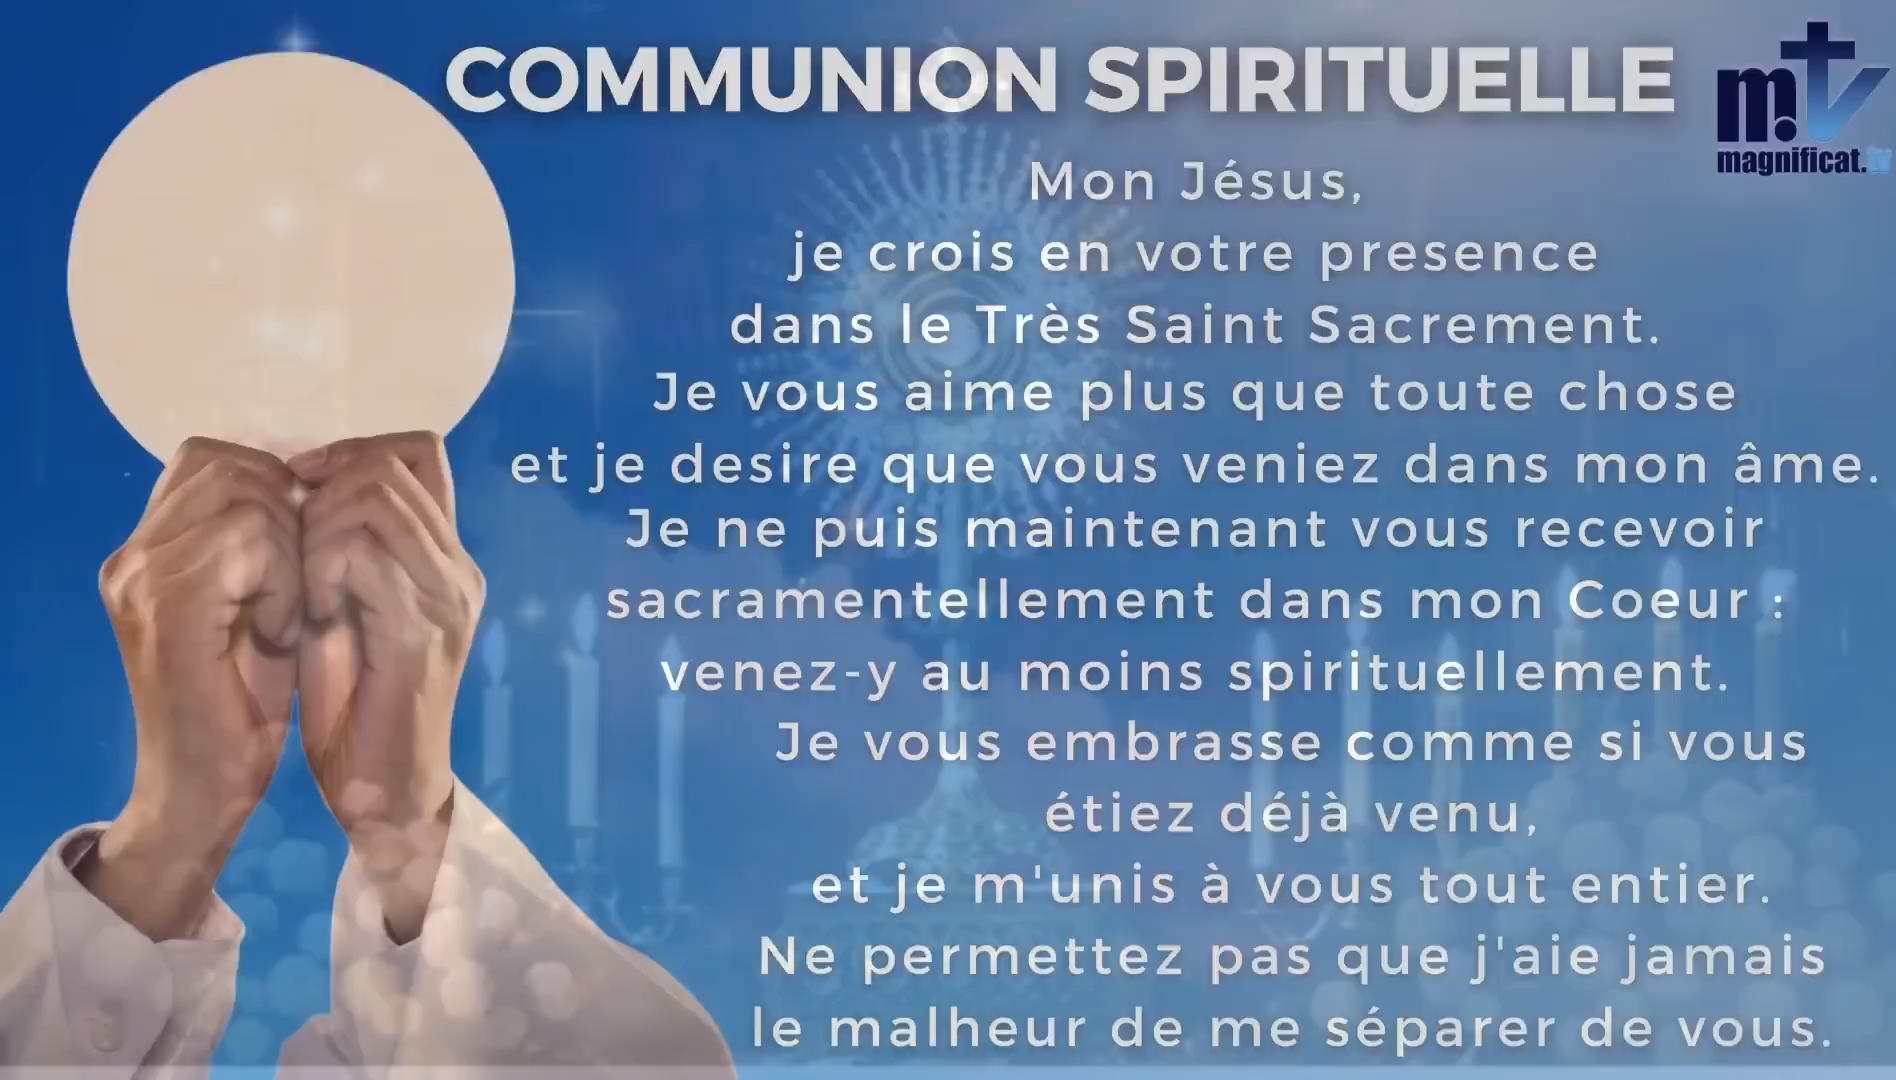 COMMUNION SPIRITUELLE
mtv
magnificat.tv
Mon Jésus,
je crois en votre presence
dans le Très Saint Sacrement.
Je vous aime plus que toute chose
et je desire que vous veniez dans mon âme.
Je ne puis maintenant vous recevoir
sacramentellement dans mon Coeur :
venez-y au moins spirituellement.
Je vous embrasse comme si vous
étiez déjà venu,
et je m'unis à vous tout entier.
Ne permettez pas que j'aie jamais
le malheur de me séparer de vous.